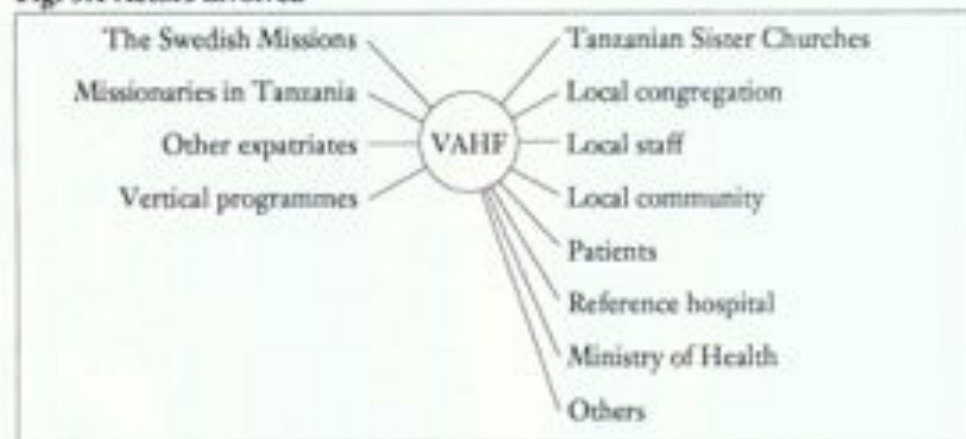 The Swedish Missions
Missionaries in Tanzania
Other expatriates
Vertical programmes
VAHF
Tanzanian Sister Churches
Local congregation
Local staff
Local community
Patients
Reference hospital
Ministry of Health
Others